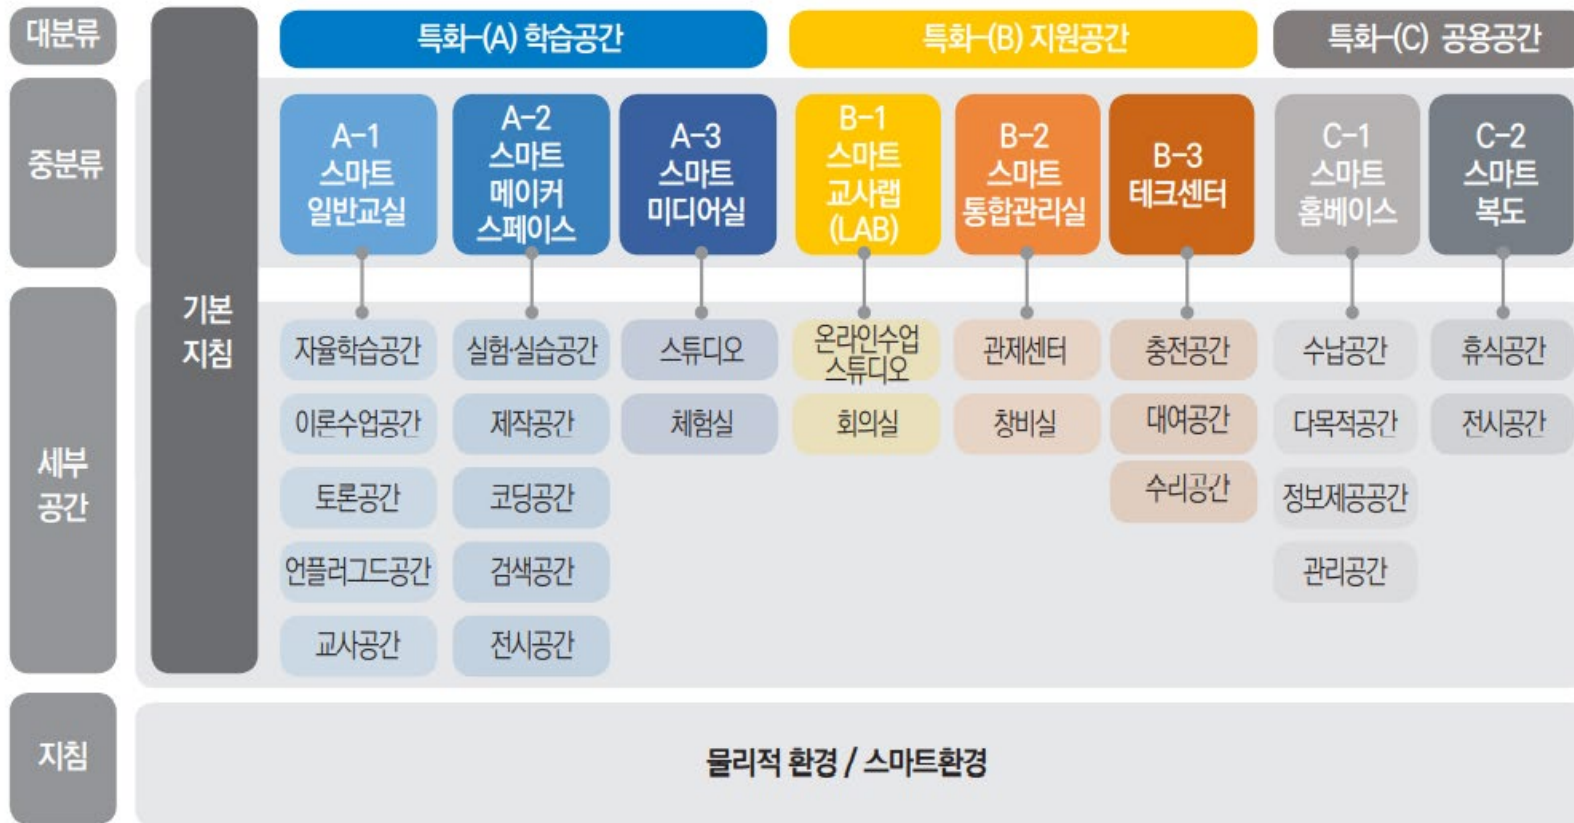 대분류
특화-(A) 학습공간
특화-(B) 지원공간
특화-(C) 공용공간
중분류
기본
지침
A-1
스마트
일반교실
A-2
스마트
메이커
스페이스
A-3
스마트
미디어실
B-1
스마트
교사랩
(LAB)
B-2
스마트
통합관리실
B-3
테크센터
C-1
스마트
홈베이스
C-2
스마트
복도
세부
공간
자율학습공간
이론수업공간
토론공간
언플러그드공간
교사공간
실험·실습공간
제작공간
코딩공간
검색공간
전시공간
스튜디오
체험실
온라인수업
스튜디오
회의실
관제센터
창비실
충전공간
대여공간
수리공간
수납공간
다목적공간
정보제공공간
관리공간
휴식공간
전시공간
지침
물리적 환경 / 스마트환경